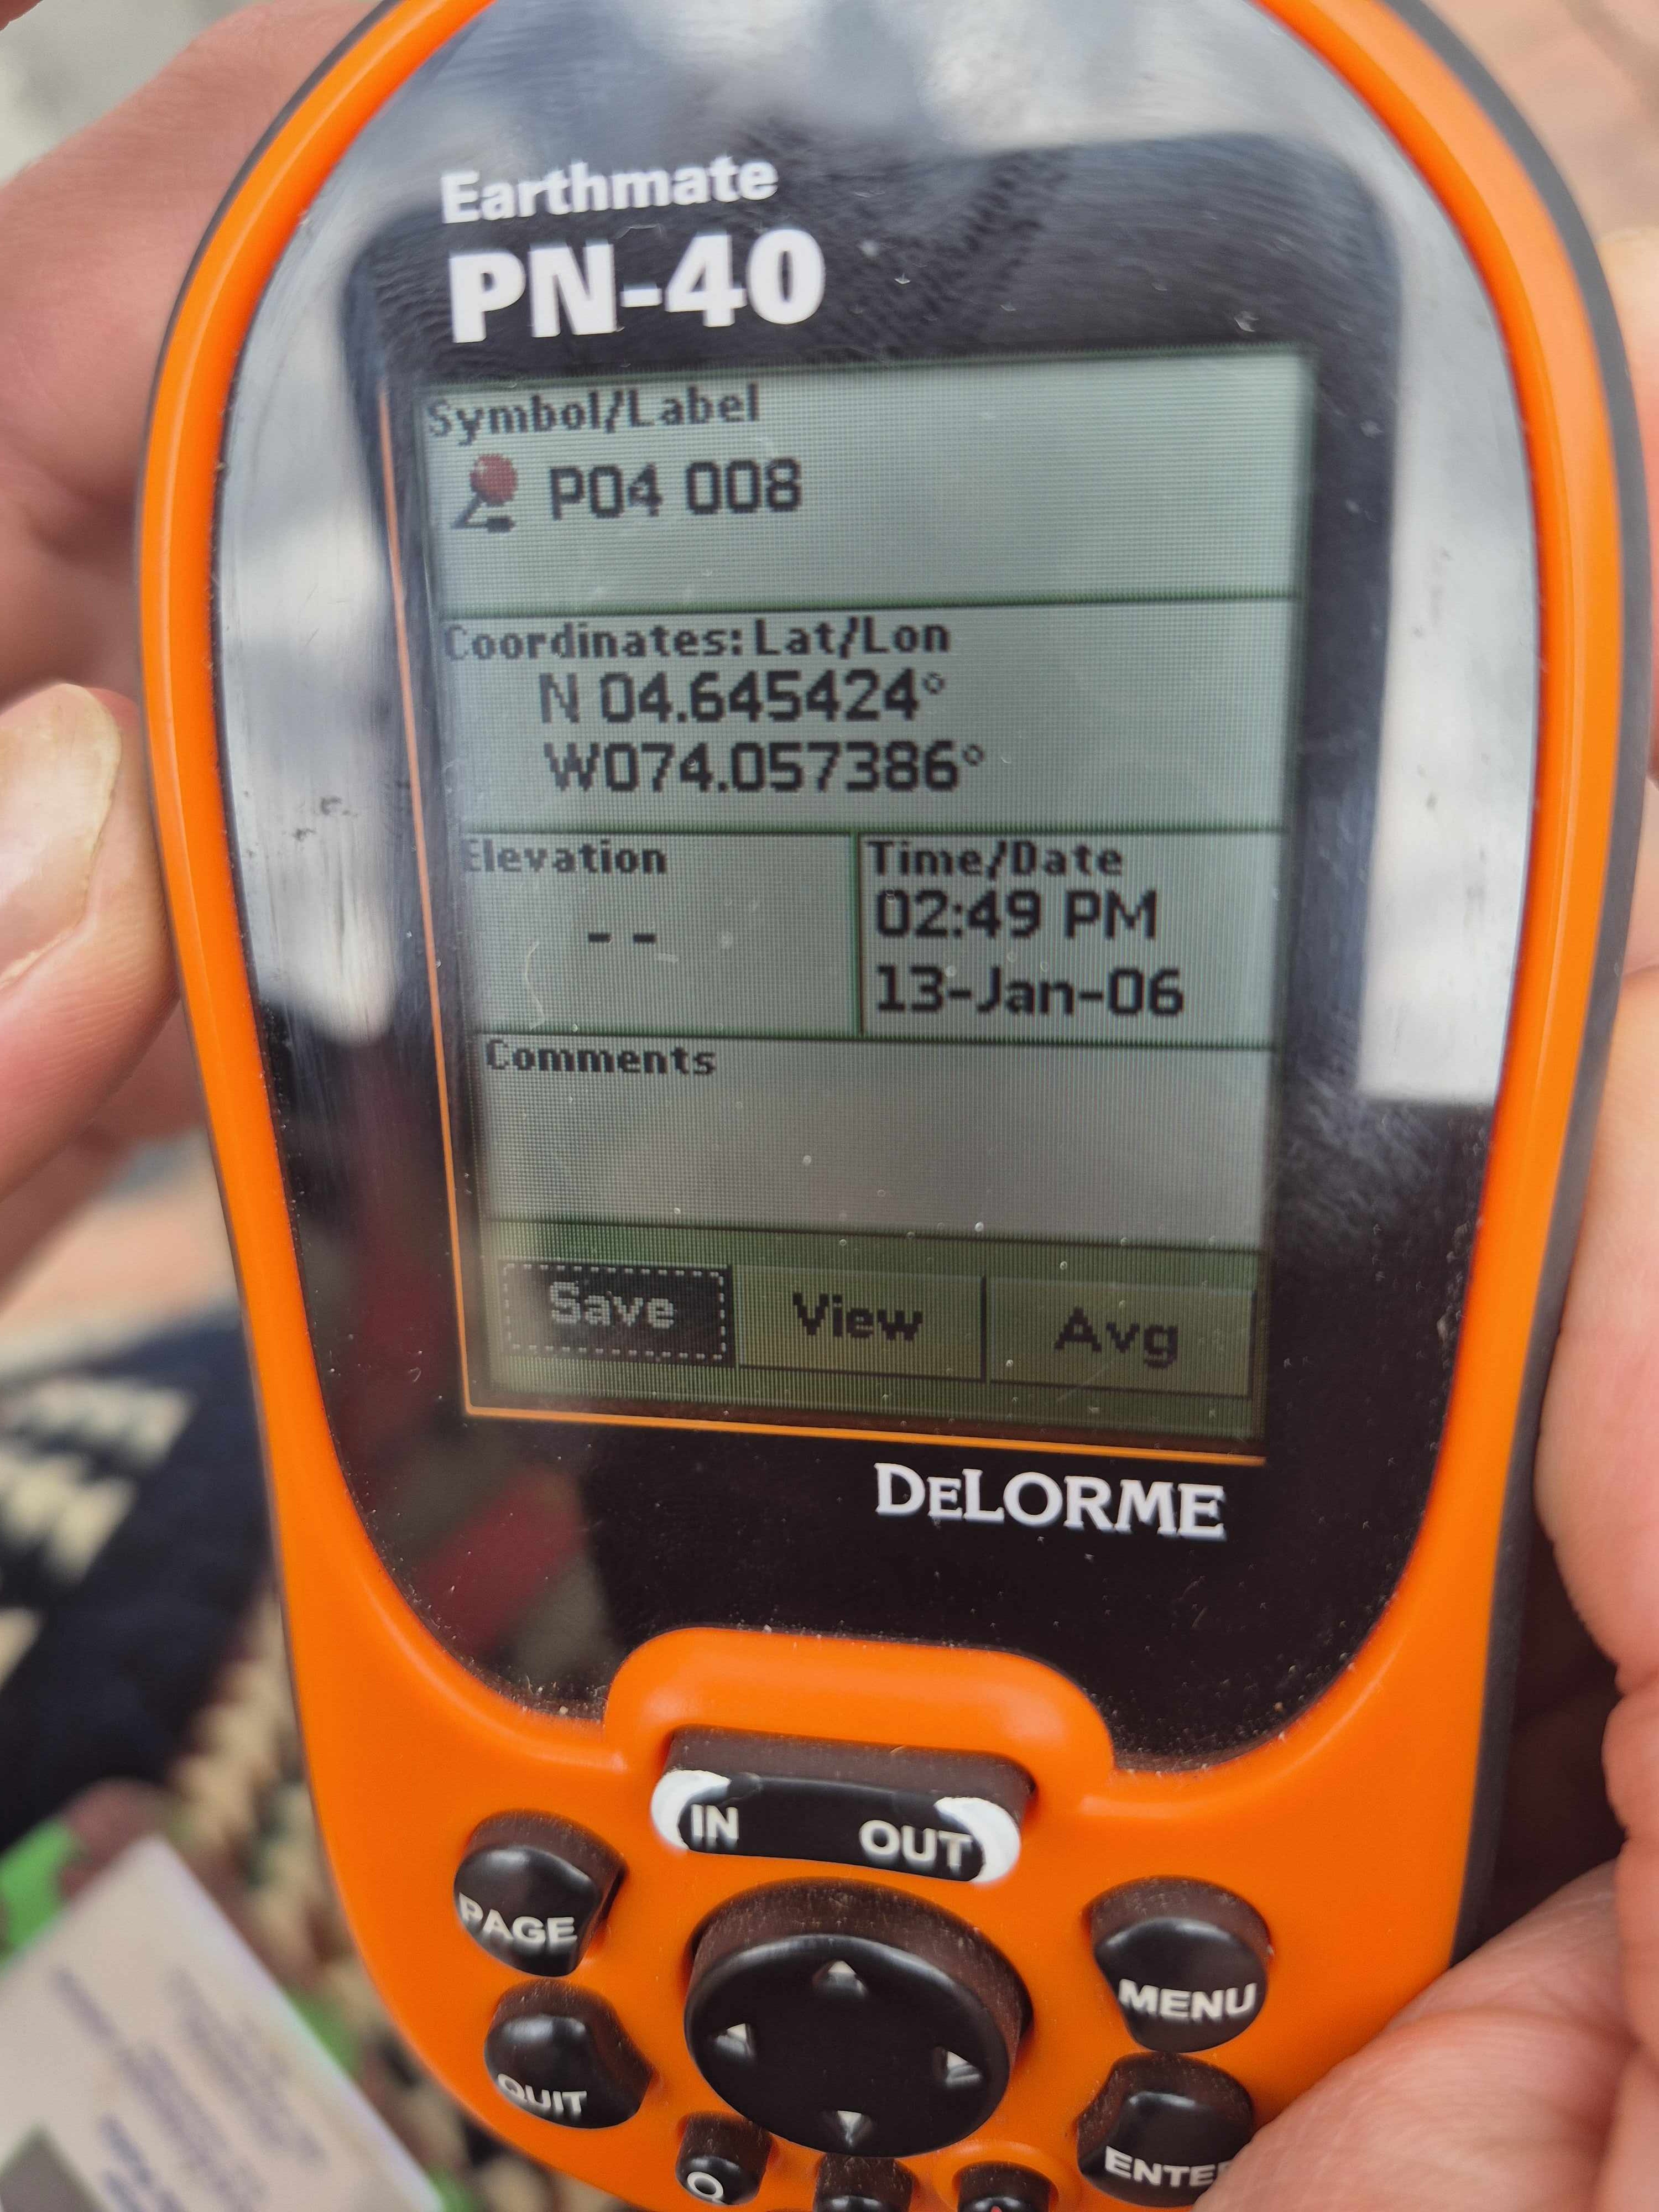 Earthmate
PN-40
Symbol/Label
P04 008
Coordinates: Lat/Lon
N 04.645424°
W074.057386°
Elevation
--
Time/Date
02:49 PM
13-Jan-06
Comments
Save View Avg
DELORME
IN OUT
PAGE
MENU
QUIT